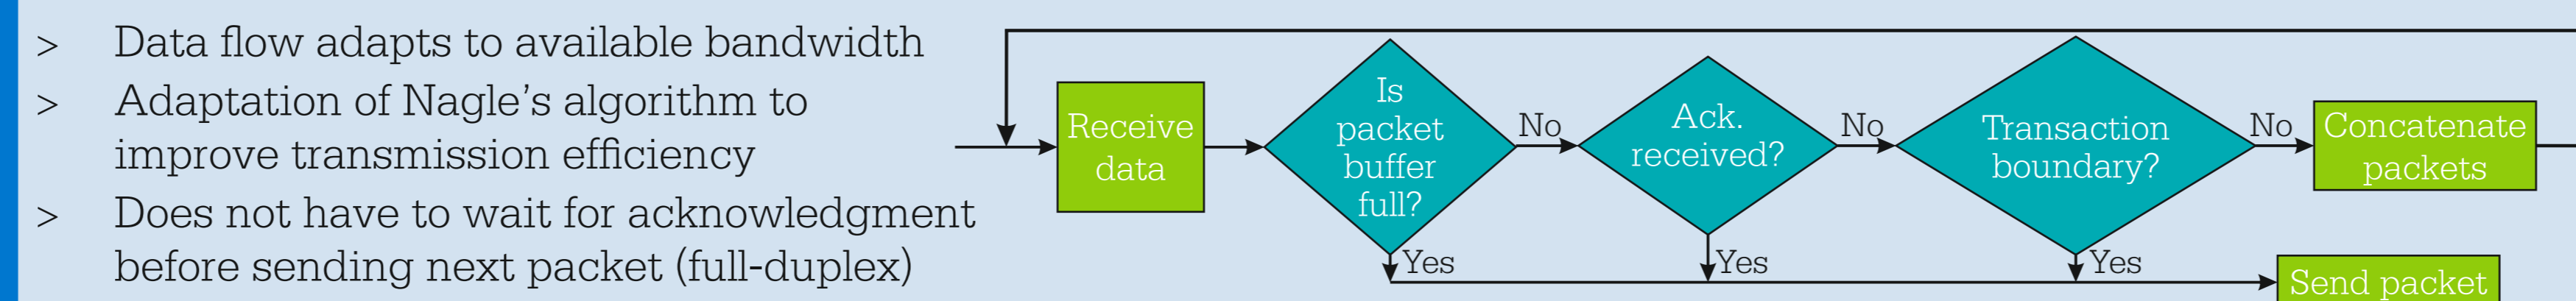 > Data flow adapts to available bandwidth
> Adaptation of Nagle’s algorithm to
improve transmission efficiency
> Does not have to wait for acknowledgment
before sending next packet (full-duplex)
Receive
data
Is
packet
buffer
full?
No
Yes
Ack.
received?
No
Yes
Transaction
boundary?
No
Yes
Concatenate
packets
Send packet